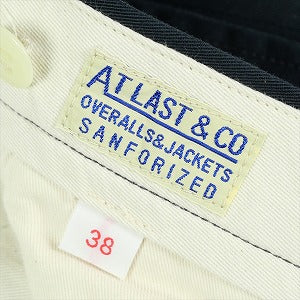 AT LAST & CO
OVERALLS&JACKETS
SANFORIZED
38